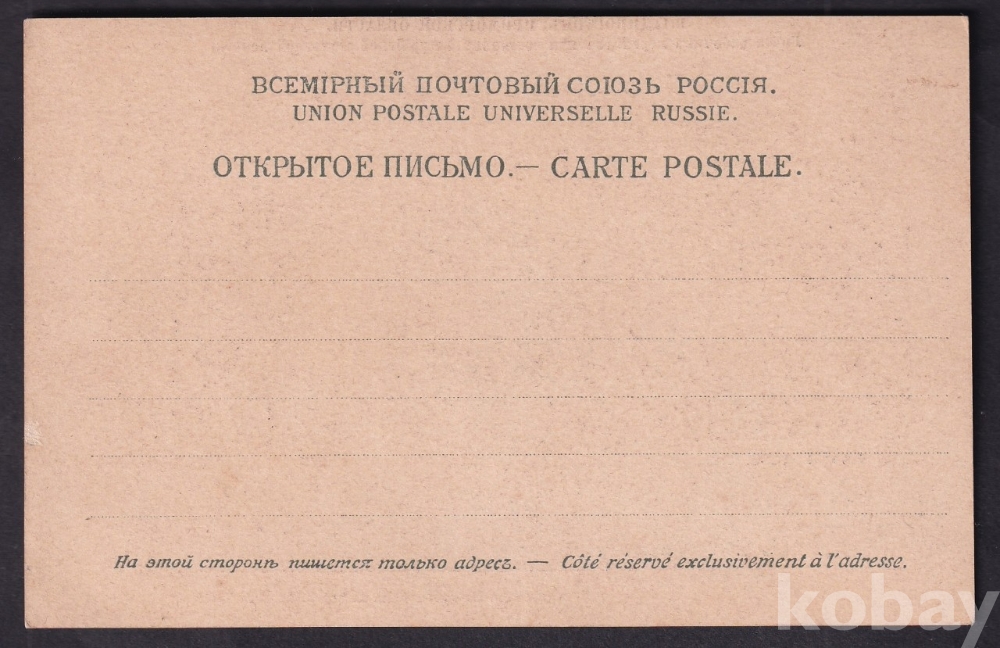 ВСЕМІРНЫЙ ПОЧТОВЫЙ СОЮЗЪ РОССІЯ.
UNION POSTALE UNIVERSELLE RUSSIE.
ОТКРЫТОЕ ПИСЬМО.— CARTE POSTALE.
На этой сторонѣ пишется только адресъ. — Côté réservé exclusivement à l'adresse.
kobay